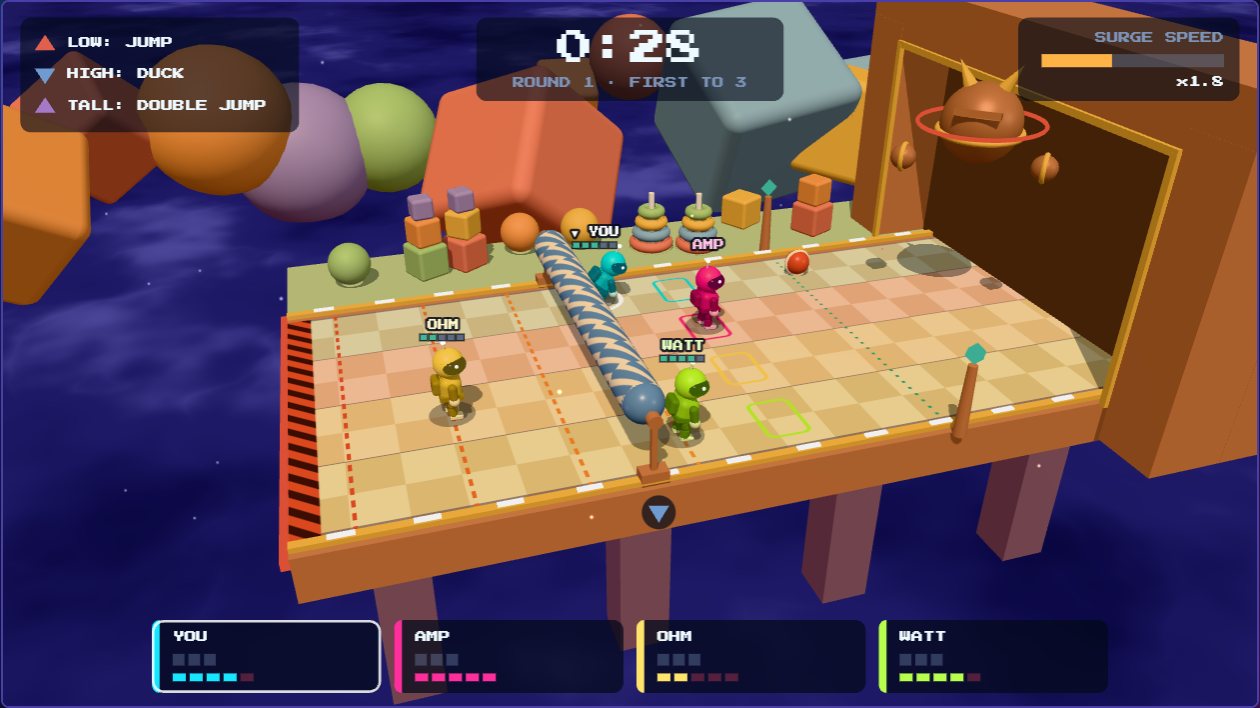 LOW: JUMP
HIGH: DUCK
TALL: DOUBLE JUMP
0:28
ROUND 1 · FIRST TO 3
SURGE SPEED
x1.8
▼ YOU
AMP
OHM
WATT
YOU
AMP
OHM
WATT